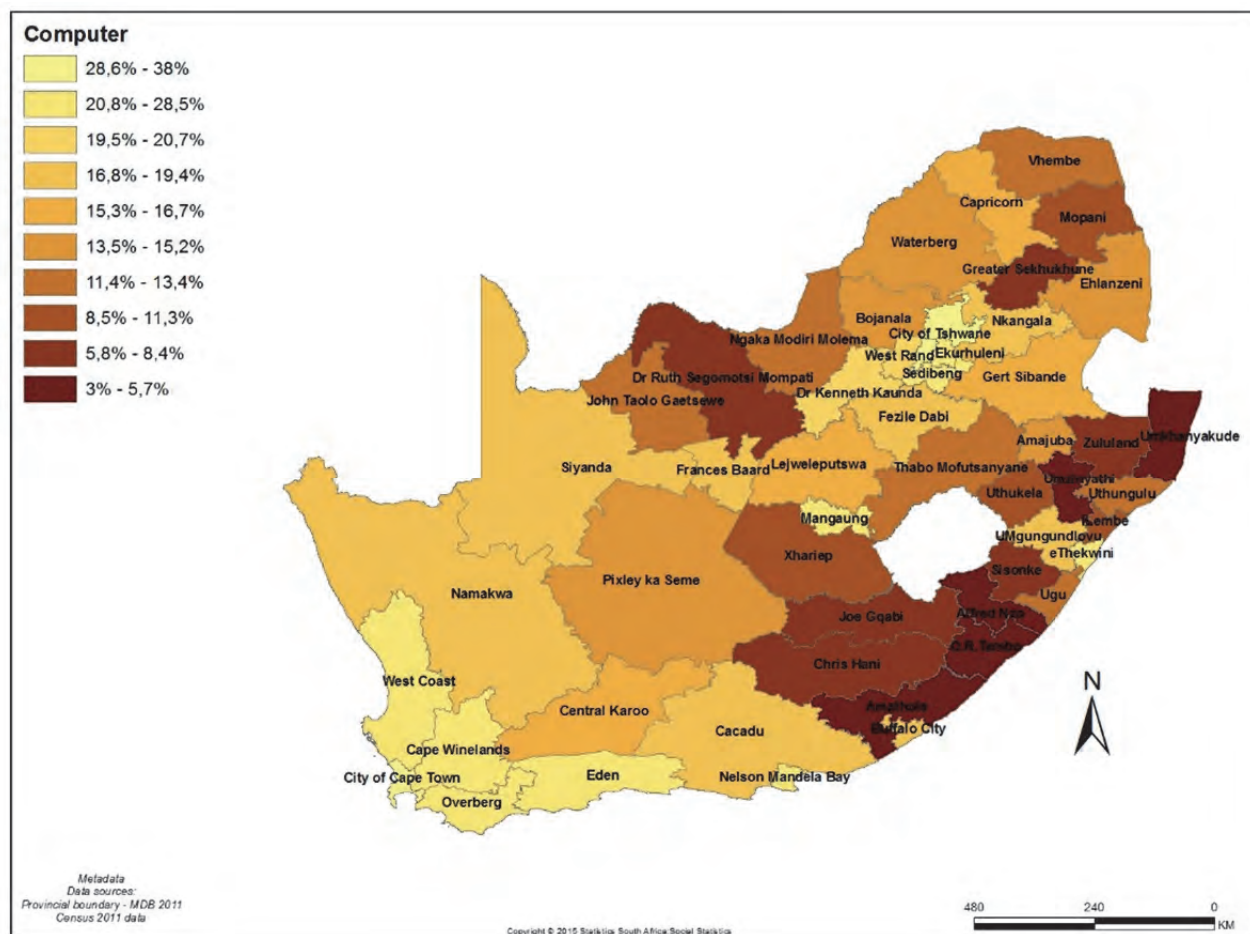 Computer
28,6% - 38%
20,8% - 28,5%
19,5% - 20,7%
16,8% - 19,4%
15,3% - 16,7%
13,5% - 15,2%
11,4% - 13,4%
8,5% - 11,3%
5,8% - 8,4%
3% - 5,7%
Vhembe
Capricorn
Mopani
Waterberg
Greater Sekhukhune
Ehlanzeni
Bojanala
Nkangala
City of Tshwane
Ngaka Modiri Molema
West Rand
Ekurhuleni
Sedibeng
Gert Sibande
Dr Ruth Segomotsi Mompati
Dr Kenneth Kaunda
John Taolo Gaetsewe
Fezile Dabi
Amajuba
Zululand
Umkhanyakude
Siyanda
Frances Baard
Lejweleputswa
Thabo Mofutsanyane
Uthukela
Uthungulu
Mangaung
iLembe
UMgungundlovu
eThekwini
Xhariep
Sisonke
Pixley ka Seme
Namakwa
Ugu
Joe Gqabi
Alfred Nzo
O.R. Tambo
Chris Hani
West Coast
Central Karoo
Amathole
Buffalo City
Cacadu
Cape Winelands
City of Cape Town
Eden
Nelson Mandela Bay
Overberg
N
Metadata
Data sources:
Provincial boundary - MDB 2011
Census 2011 data
480 240 0
KM
Copyright © 2015 Statistics South Africa Social Statistics